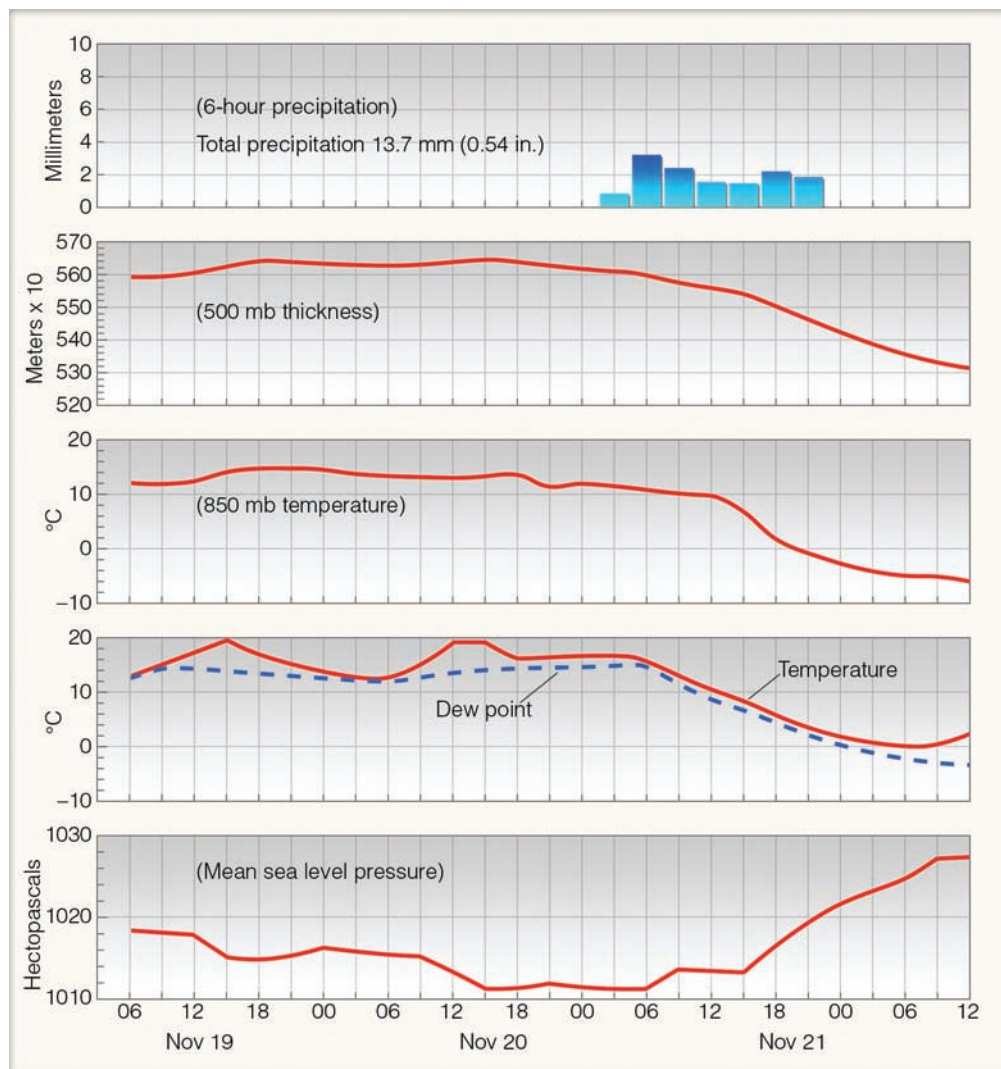 10
8
6
4
2
0
Millimeters
(6-hour precipitation)
Total precipitation 13.7 mm (0.54 in.)
570
560
550
540
530
520
Meters x 10
(500 mb thickness)
20
10
0
–10
°C
(850 mb temperature)
20
10
0
–10
°C
Temperature
Dew point
1030
1020
1010
Hectopascals
(Mean sea level pressure)
06 12 18 00 06 12 18 00 06 12 18 00 06 12
Nov 19 Nov 20 Nov 21